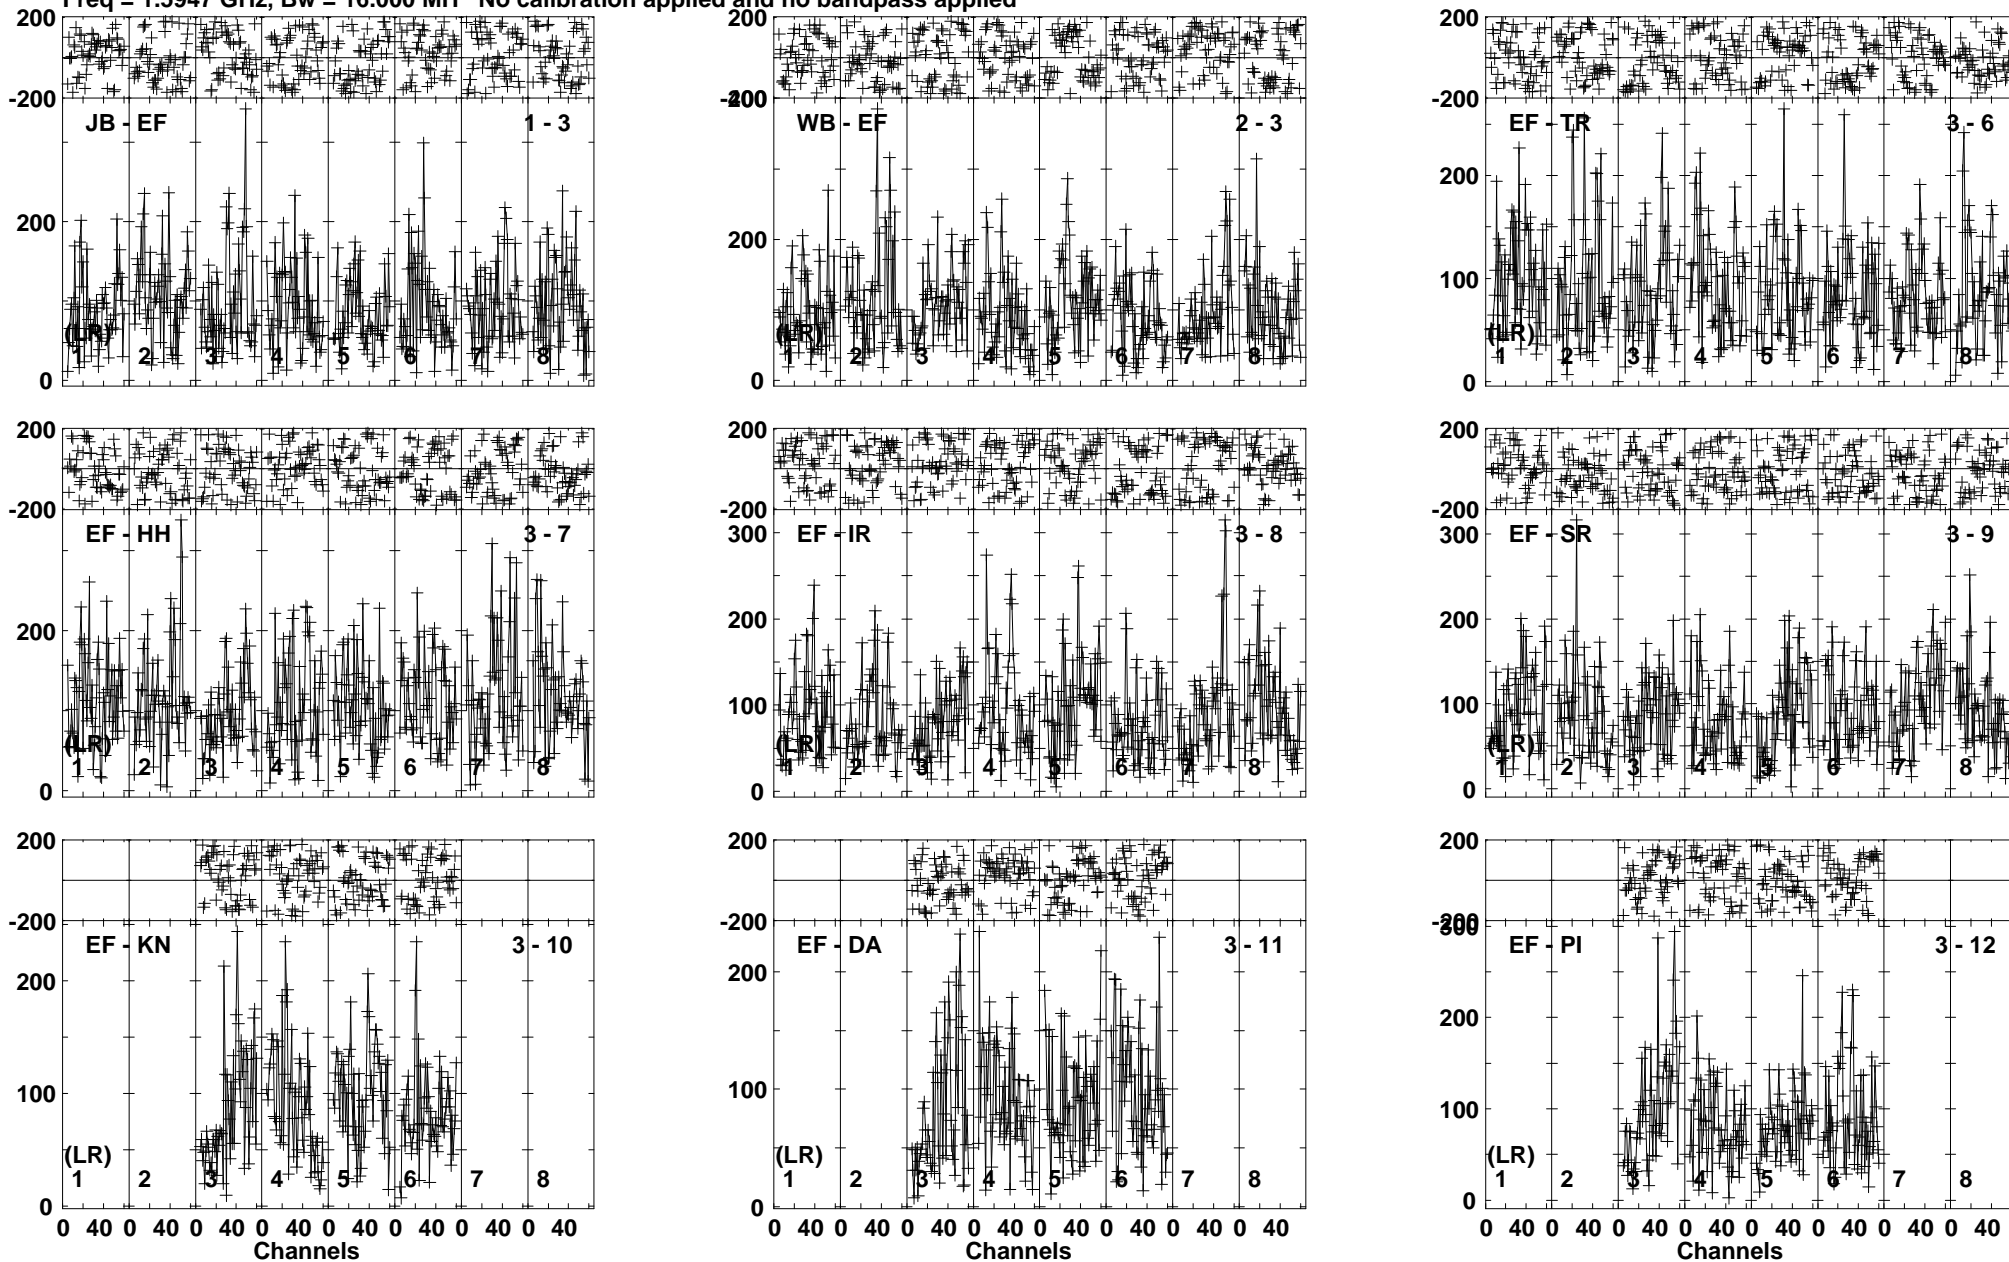 Freq = 1.5947 GHz, Bw = 16.000 MH No calibration applied and no bandpass applied
200 200 200
-200 -200 -200
400
JB - EF 1 - 3 WB - EF 2 - 3 EF - TR 3 - 6
200 200 200
100
(LR) (LR) (LR)
1 2 3 4 5 6 7 8 1 2 3 4 5 6 7 8 1 2 3 4 5 6 7 8
0 0 0
200 200 200
-200 -200 -200
EF - HH 3 - 7 EF - IR 3 - 8 EF - SR 3 - 9
300 300
200 200 200
100 100
(LR) (LR) (LR)
1 2 3 4 5 6 7 8 1 2 3 4 5 6 7 8 1 2 3 4 5 6 7 8
0 0 0
200 200 200
-200 -200 -200
300
EF - KN 3 - 10 EF - DA 3 - 11 EF - PI 3 - 12
200 200 200
100 100 100
(LR) (LR) (LR)
1 2 3 4 5 6 7 8 1 2 3 4 5 6 7 8 1 2 3 4 5 6 7 8
0 0 0
0 40 0 40 0 40 0 40 0 40 0 40 0 40 0 40 0 40 0 40 0 40 0 40 0 40 0 40 0 40 0 40 0 40 0 40 0 40 0 40 0 40 0 40 0 40 0 40
Channels Channels Channels